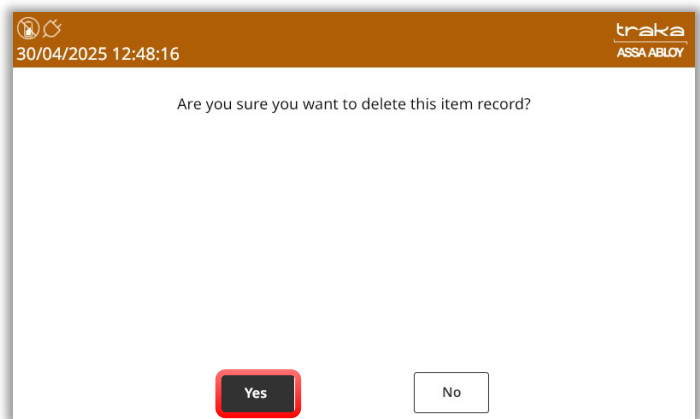 traka
30/04/2025 12:48:16
ASSA ABLOY
Are you sure you want to delete this item record?
Yes
No